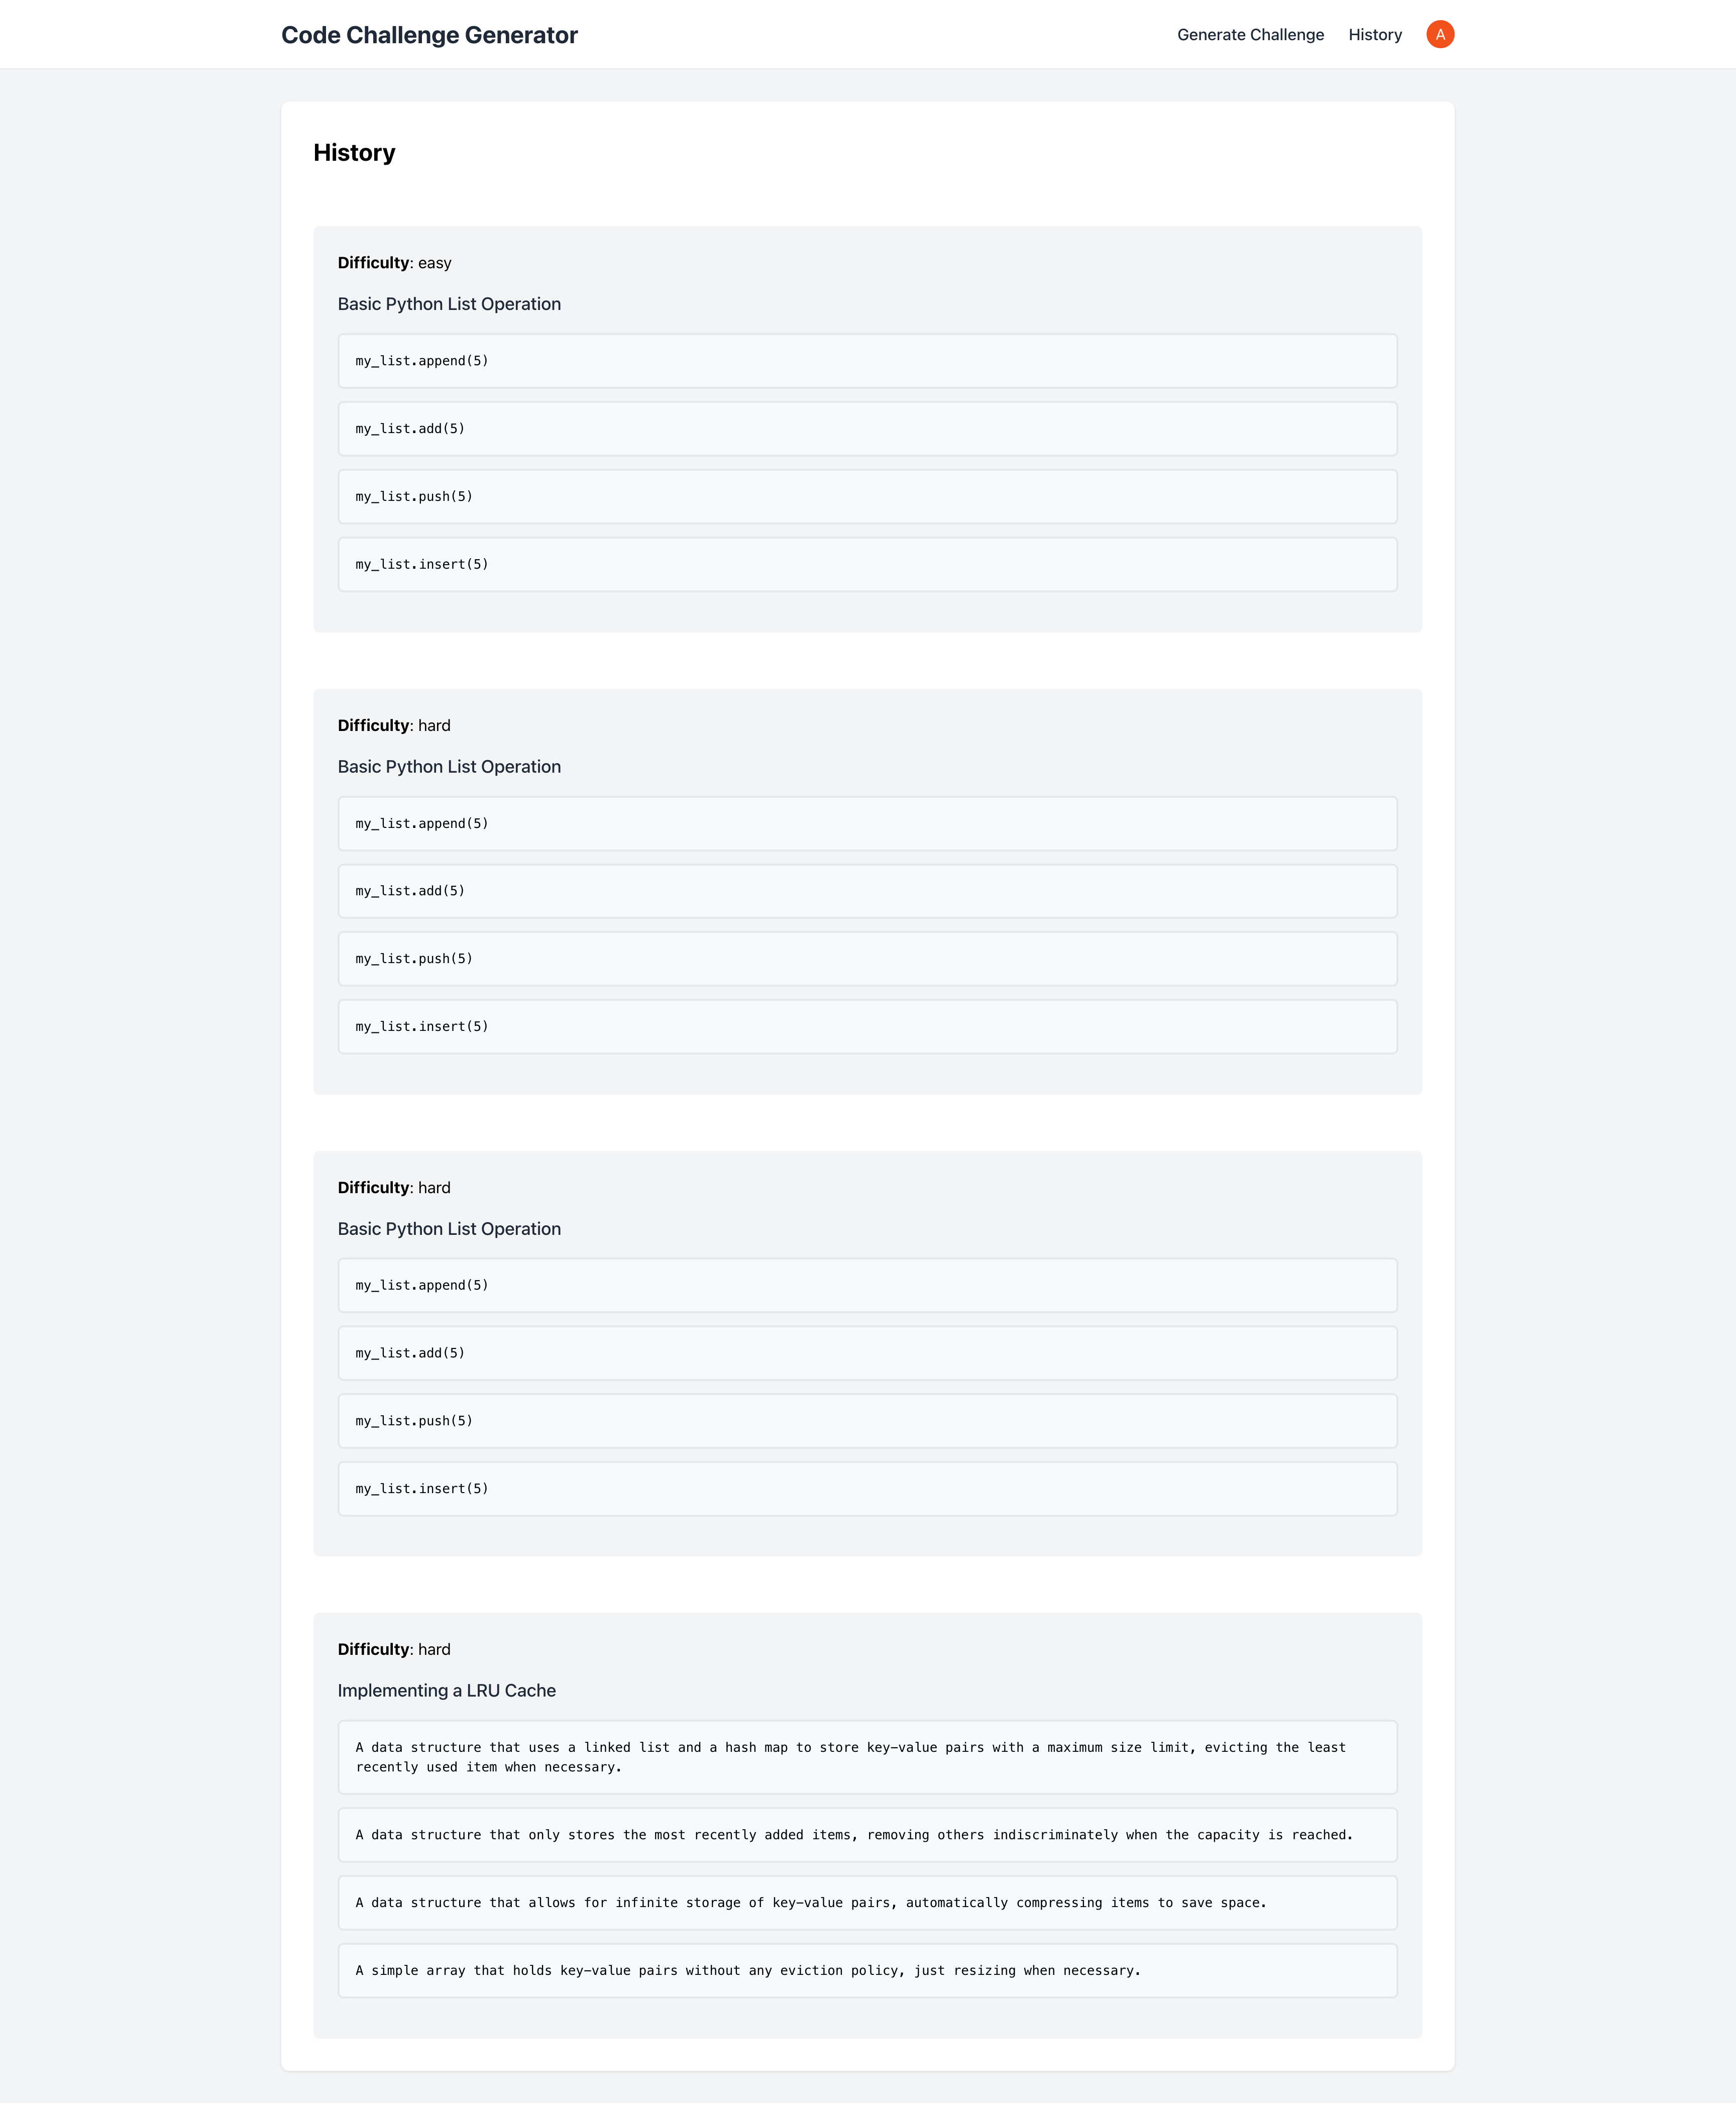 Code Challenge Generator
Generate Challenge
History
A
History
Difficulty: easy
Basic Python List Operation
my_list.append(5)
my_list.add(5)
my_list.push(5)
my_list.insert(5)
Difficulty: hard
Basic Python List Operation
my_list.append(5)
my_list.add(5)
my_list.push(5)
my_list.insert(5)
Difficulty: hard
Basic Python List Operation
my_list.append(5)
my_list.add(5)
my_list.push(5)
my_list.insert(5)
Difficulty: hard
Implementing a LRU Cache
A data structure that uses a linked list and a hash map to store key-value pairs with a maximum size limit, evicting the least
recently used item when necessary.
A data structure that only stores the most recently added items, removing others indiscriminately when the capacity is reached.
A data structure that allows for infinite storage of key-value pairs, automatically compressing items to save space.
A simple array that holds key-value pairs without any eviction policy, just resizing when necessary.